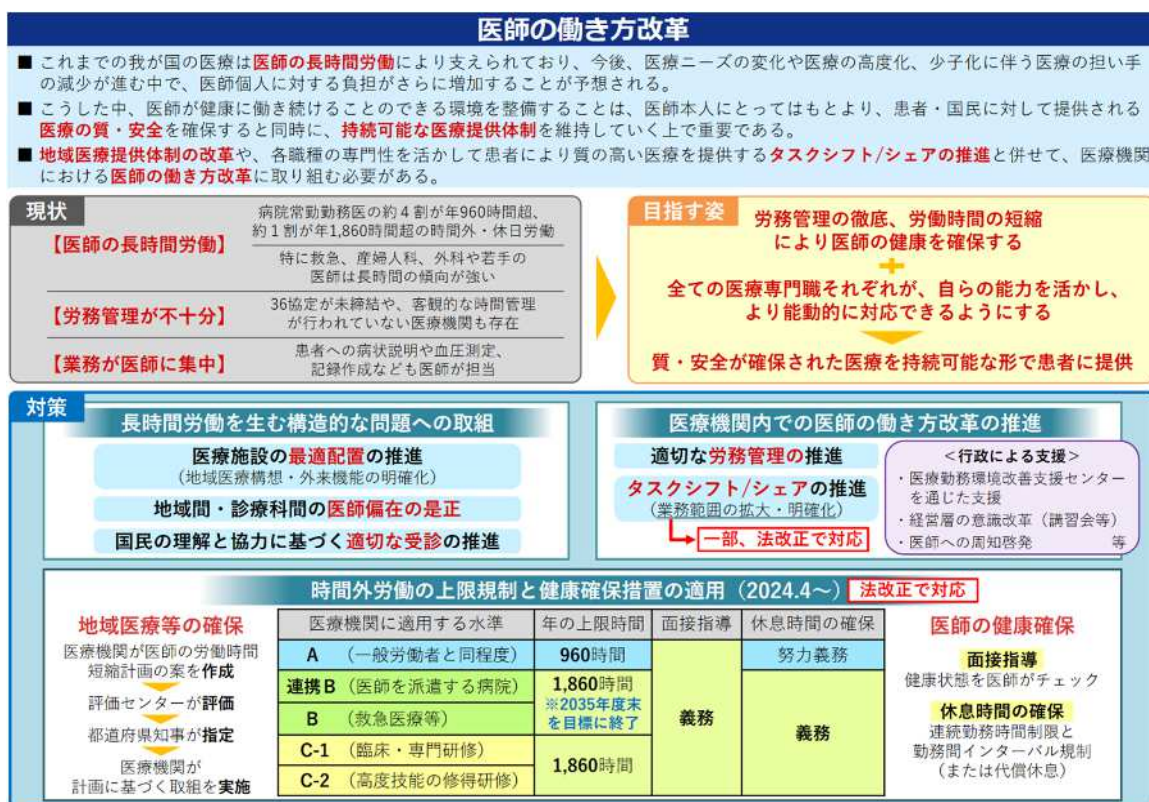 医師の働き方改革
■ これまでの我が国の医療は医師の長時間労働により支えられており、今後、医療ニーズの変化や医療の高度化、少子化に伴う医療の担い手
の減少が進む中で、医師個人に対する負担がさらに増加することが予想される。
■ こうした中、医師が健康に働き続けることのできる環境を整備することは、医師本人にとってはもとより、患者・国民に対して提供される
医療の質・安全を確保すると同時に、持続可能な医療提供体制を維持していく上で重要である。
■ 地域医療提供体制の改革や、各職種の専門性を活かして患者により質の高い医療を提供するタスクシフト/シェアの推進と併せて、医療機関
における医師の働き方改革に取り組む必要がある。
現状
【医師の長時間労働】
病院常勤勤務医の約4割が年960時間超、
約1割が年1,860時間超の時間外・休日労働
特に救急、産婦人科、外科や若手の
医師は長時間の傾向が強い
【労務管理が不十分】
36協定が未締結や、客観的な時間管理
が行われていない医療機関も存在
【業務が医師に集中】
患者への病状説明や血圧測定、
記録作成なども医師が担当
目指す姿
労務管理の徹底、労働時間の短縮
により医師の健康を確保する
+
全ての医療専門職それぞれが、自らの能力を活かし、
より能動的に対応できるようにする
質・安全が確保された医療を持続可能な形で患者に提供
対策
長時間労働を生む構造的な問題への取組
医療施設の最適配置の推進
(地域医療構想・外来機能の明確化)
地域間・診療科間の医師偏在の是正
国民の理解と協力に基づく適切な受診の推進
医療機関内での医師の働き方改革の推進
適切な労務管理の推進
タスクシフト/シェアの推進
(業務範囲の拡大・明確化)
一部、法改正で対応
<行政による支援>
・医療勤務環境改善支援センター
を通じた支援
・経営層の意識改革(講習会等)
・医師への周知啓発 等
時間外労働の上限規制と健康確保措置の適用(2024.4~) 法改正で対応
地域医療等の確保
医療機関が医師の労働時間
短縮計画の案を作成
評価センターが評価
都道府県知事が指定
医療機関が
計画に基づく取組を実施
医療機関に適用する水準 年の上限時間 面接指導 休息時間の確保
A (一般労働者と同程度) 960時間 努力義務
連携B (医師を派遣する病院) 1,860時間
※2035年度末
を目標に終了
B (救急医療等)
義務 義務
C-1 (臨床・専門研修) 1,860時間
C-2 (高度技能の修得研修)
医師の健康確保
面接指導
健康状態を医師がチェック
休息時間の確保
連続勤務時間制限と
勤務間インターバル規制
(または代償休息)